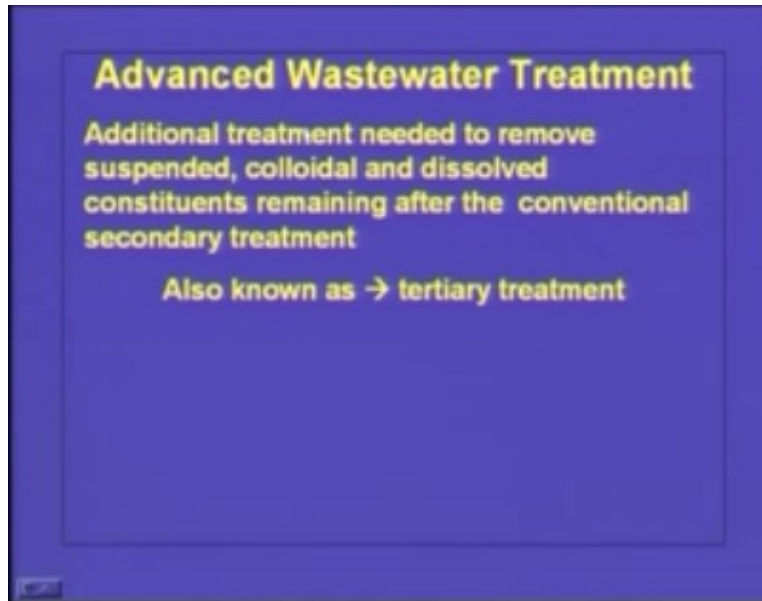 Advanced Wastewater Treatment
Additional treatment needed to remove
suspended, colloidal and dissolved
constituents remaining after the conventional
secondary treatment
Also known as → tertiary treatment